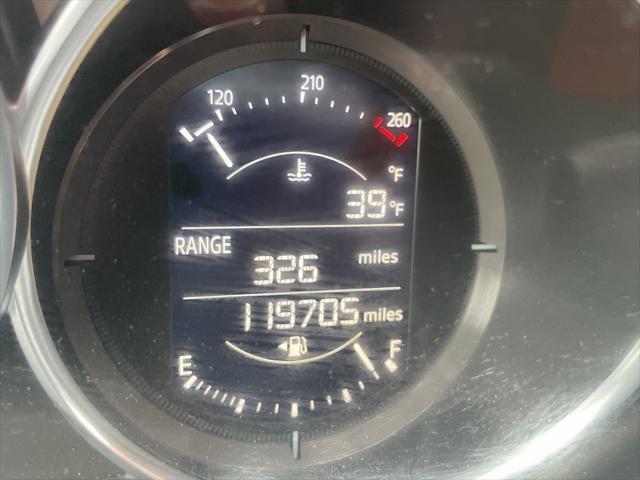 120 210 260
°F
39 °F
RANGE 326 miles
119705 miles
E F